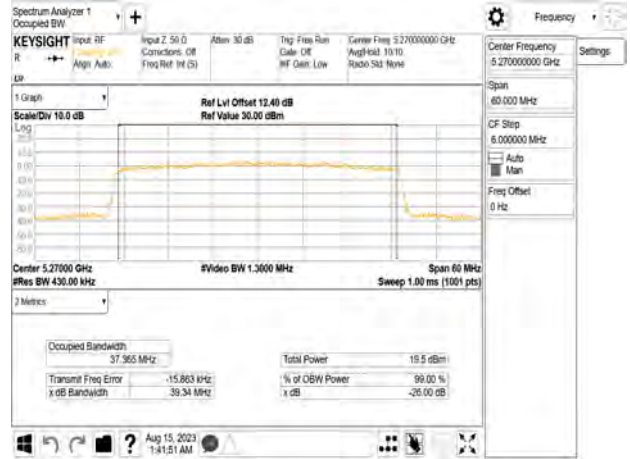 Spectrum Analyzer 1
Occupied BW
Frequency
KEYSIGHT
Input: RF
Input Z: 50 Ω
Atten: 30 dB
Trig: Free Run
Center Freq: 5.270000000 GHz
R
Align: Auto
Corrections: Off
Freq Ref: Int (S)
Gate: Off
IF Gain: Low
Avg|Hold: 10/10
Radio Std: None
Center Frequency
5.270000000 GHz
Settings
Span
60.000 MHz
CF Step
6.000000 MHz
Auto
Man
Freq Offset
0 Hz
1 Graph
Scale/Div 10.0 dB
Log
Ref Lvl Offset 12.40 dB
Ref Value 30.00 dBm
Center 5.27000 GHz
#Res BW 430.00 kHz
#Video BW 1.3000 MHz
Span 60 MHz
Sweep 1.00 ms (1001 pts)
2 Metrics
Occupied Bandwidth
37.365 MHz
Total Power 19.5 dBm
Transmit Freq Error -15.863 kHz
% of OBW Power 99.00 %
x dB Bandwidth 39.34 MHz
x dB -26.00 dB
Aug 15, 2023
1:41:51 AM